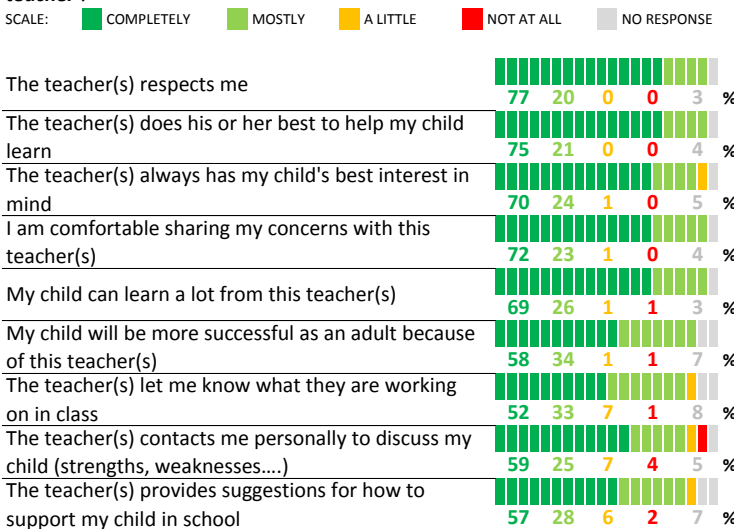 teacher?
SCALE: COMPLETELY MOSTLY A LITTLE NOT AT ALL NO RESPONSE
The teacher(s) respects me
77 20 0 0 3 %
The teacher(s) does his or her best to help my child
learn
75 21 0 0 4 %
The teacher(s) always has my child's best interest in
mind
70 24 1 0 5 %
I am comfortable sharing my concerns with this
teacher(s)
72 23 1 0 4 %
My child can learn a lot from this teacher(s)
69 26 1 1 3 %
My child will be more successful as an adult because
of this teacher(s)
58 34 1 1 7 %
The teacher(s) let me know what they are working
on in class
52 33 7 1 8 %
The teacher(s) contacts me personally to discuss my
child (strengths, weaknesses....)
59 25 7 4 5 %
The teacher(s) provides suggestions for how to
support my child in school
57 28 6 2 7 %